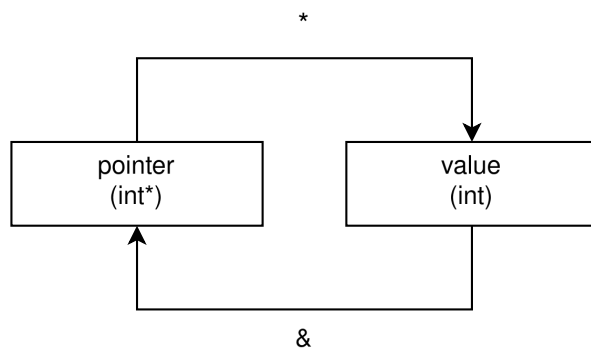 *
pointer
(int*)
value
(int)
&